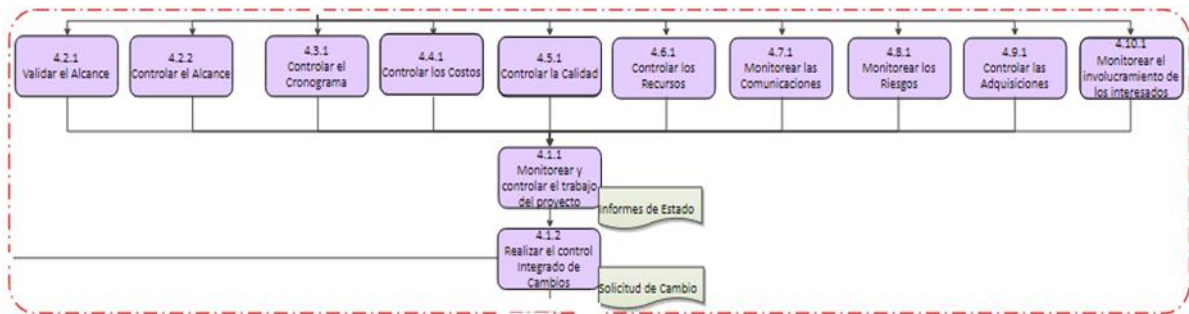 4.2.1
Validar el Alcance
4.2.2
Controlar el Alcance
4.3.1
Controlar el
Cronograma
4.4.1
Controlar los Costos
4.5.1
Controlar la Calidad
4.6.1
Controlar los
Recursos
4.7.1
Monitorear las
Comunicaciones
4.8.1
Monitorear los
Riesgos
4.9.1
Controlar las
Adquisiciones
4.10.1
Monitorear el
involucramiento de
los interesados
4.1.1
Monitorear y
controlar el trabajo
del proyecto
Informes de Estado
4.1.2
Realizar el control
Integrado de
Cambios
Solicitud de Cambio